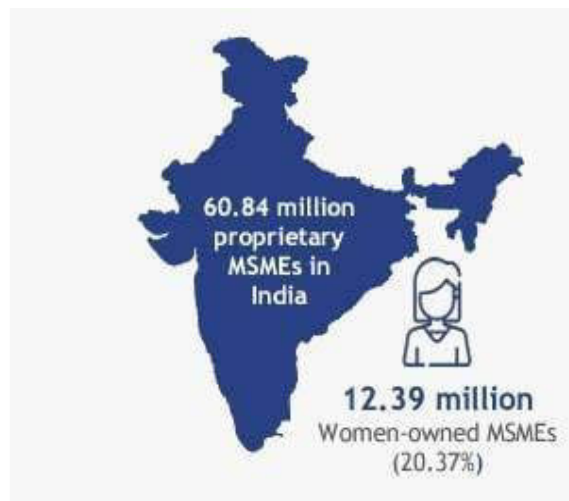 60.84 million
proprietary
MSMEs in
India
12.39 million
Women-owned MSMEs
(20.37%)